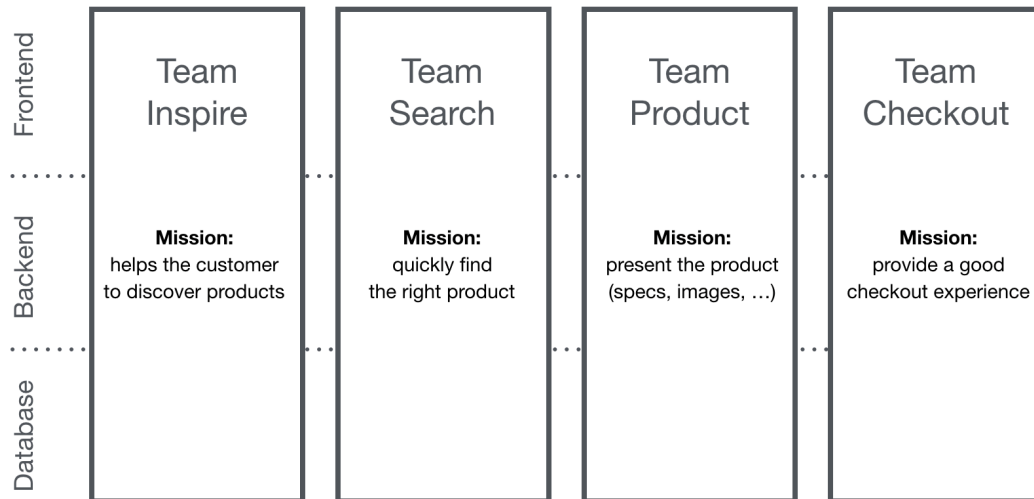 Frontend
Team
Inspire
Team
Search
Team
Product
Team
Checkout
Backend
Mission:
helps the customer
to discover products
Mission:
quickly find
the right product
Mission:
present the product
(specs, images, …)
Mission:
provide a good
checkout experience
Database